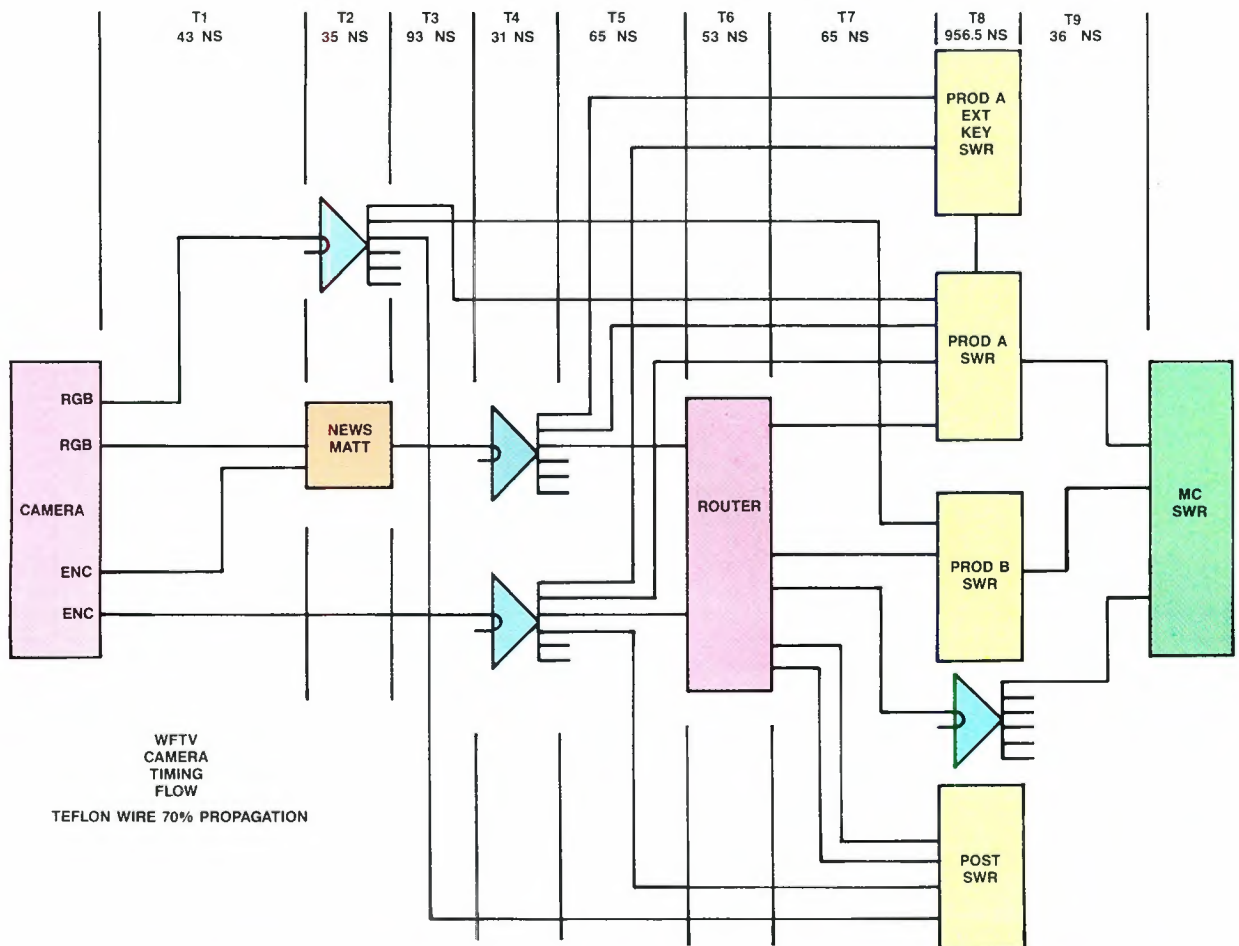 T1
43 NS
T2
35 NS
T3
93 NS
T4
31 NS
T5
65 NS
T6
53 NS
T7
65 NS
T8
956.5 NS
T9
36 NS
PROD A
EXT
KEY
SWR
PROD A
SWR
RGB
RGB
CAMERA
ENC
ENC
NEWS
MATT
ROUTER
PROD B
SWR
MC
SWR
POST
SWR
WFTV
CAMERA
TIMING
FLOW
TEFLON WIRE 70% PROPAGATION